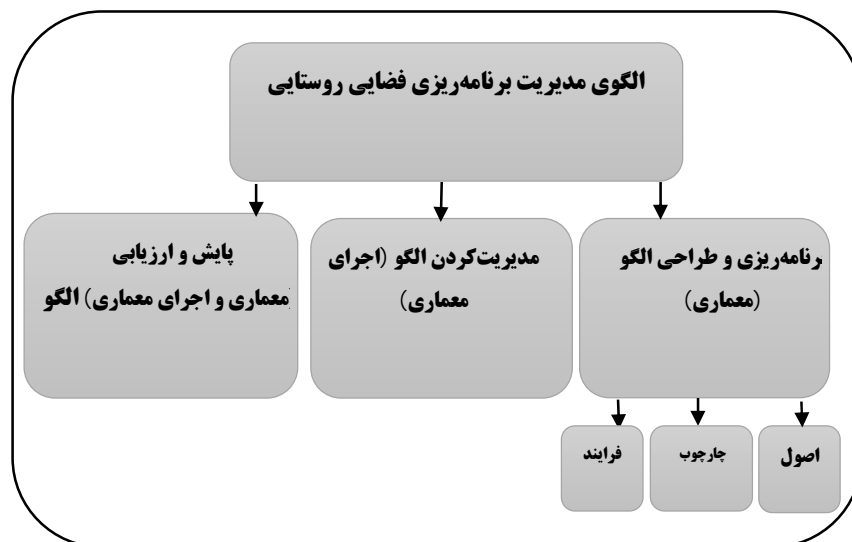 الگوی مدیریت برنامه‌ریزی فضایی روستایی
برنامه‌ریزی و طراحی الگو
(معماری)
مدیریت‌کردن الگو (اجرای
معماری)
پایش و ارزیابی
(معماری و اجرای معماری) الگو
اصول
چارچوب
فرایند